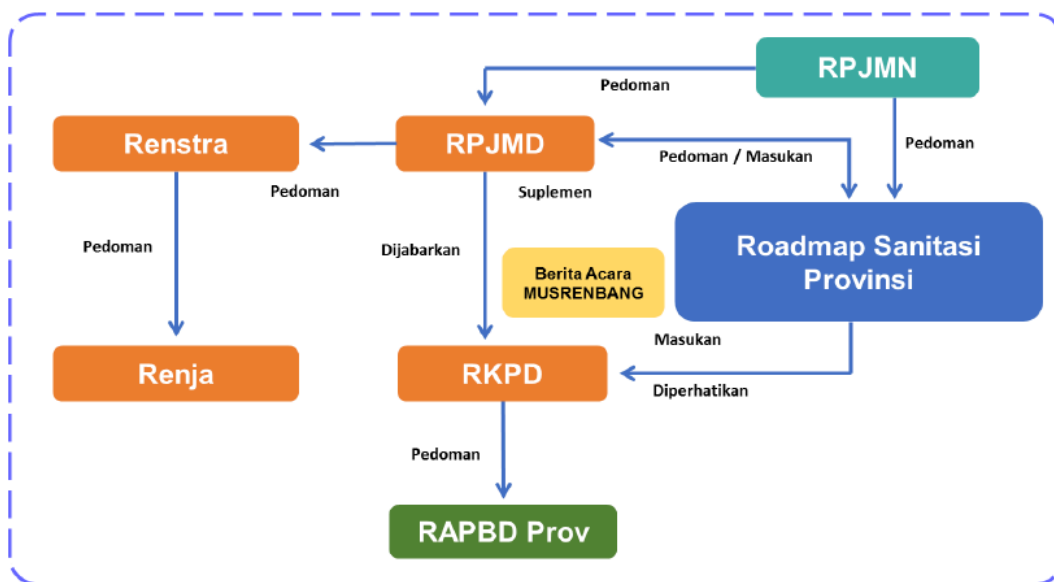 RPJMN
Pedoman
Renstra
RPJMD
Pedoman / Masukan
Pedoman
Pedoman
Suplemen
Pedoman
Dijabarkan
Berita Acara
MUSRENBANG
Roadmap Sanitasi
Provinsi
Masukan
Renja
RKPD
Diperhatikan
Pedoman
RAPBD Prov